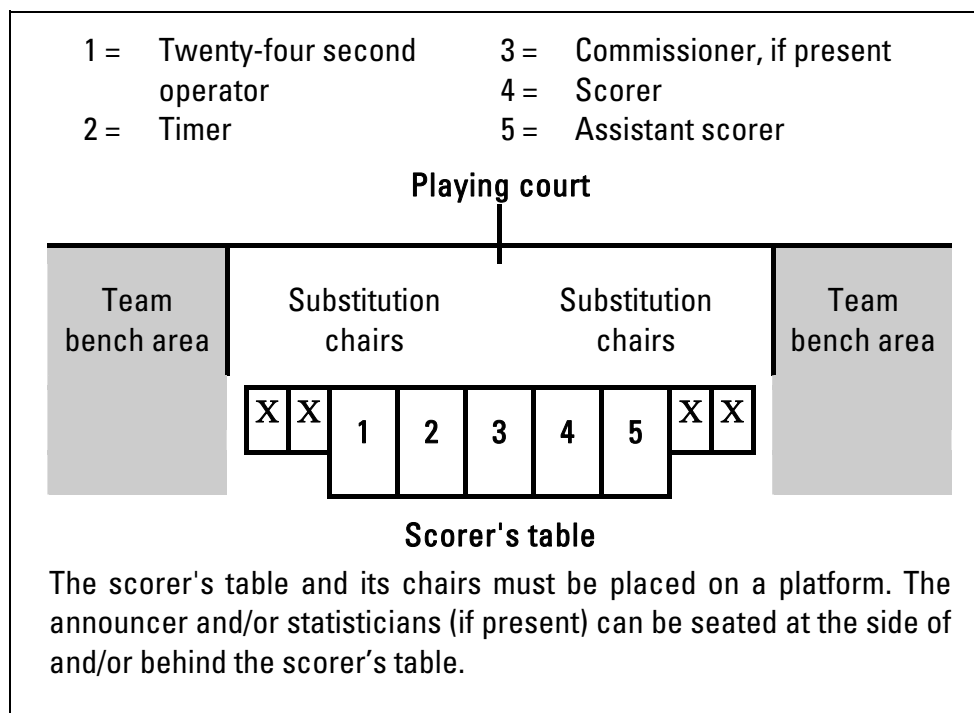 1 = Twenty-four second
operator
2 = Timer
3 = Commissioner, if present
4 = Scorer
5 = Assistant scorer
Playing court
Team
bench area
Substitution
chairs
Substitution
chairs
Team
bench area
X X 1 2 3 4 5 X X
Scorer's table
The scorer's table and its chairs must be placed on a platform. The
announcer and/or statisticians (if present) can be seated at the side of
and/or behind the scorer’s table.